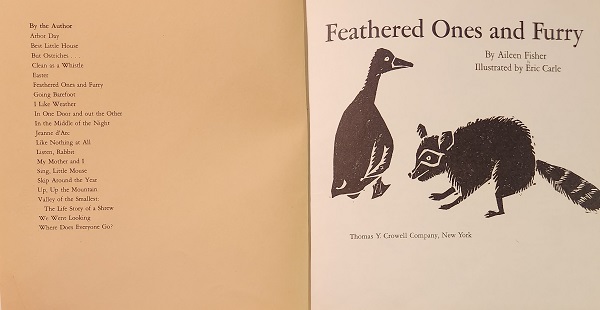 By the Author
Arbor Day
Best Little House
But Ostriches . . .
Clean as a Whistle
Easter
Feathered Ones and Furry
Going Barefoot
I Like Weather
In One Door and out the Other
In the Middle of the Night
Jeanne d'Arc
Like Nothing at All
Listen, Rabbit
My Mother and I
Sing, Little Mouse
Skip Around the Year
Up, Up the Mountain
Valley of the Smallest:
The Life Story of a Shrew
We Went Looking
Where Does Everyone Go?
Feathered Ones and Furry
By Aileen Fisher
Illustrated by Eric Carle
Thomas Y. Crowell Company, New York